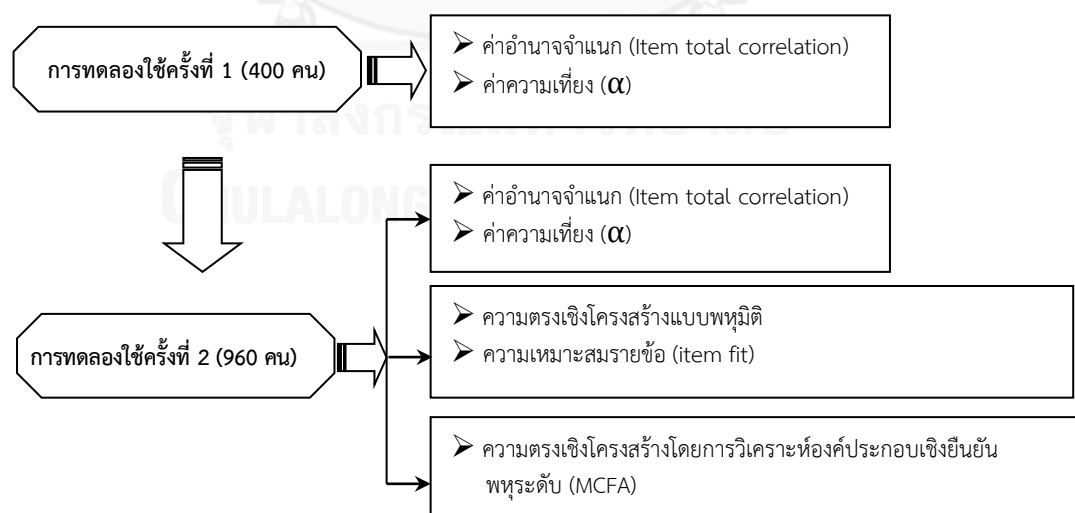 การทดลองใช้ครั้งที่ 1 (400 คน)
➢ ค่าอำนาจจำแนก (Item total correlation)
➢ ค่าความเที่ยง (α)
➢ ค่าอำนาจจำแนก (Item total correlation)
➢ ค่าความเที่ยง (α)
การทดลองใช้ครั้งที่ 2 (960 คน)
➢ ความตรงเชิงโครงสร้างแบบพหุมิติ
➢ ความเหมาะสมรายข้อ (item fit)
➢ ความตรงเชิงโครงสร้างโดยการวิเคราะห์องค์ประกอบเชิงยืนยัน
พหุระดับ (MCFA)